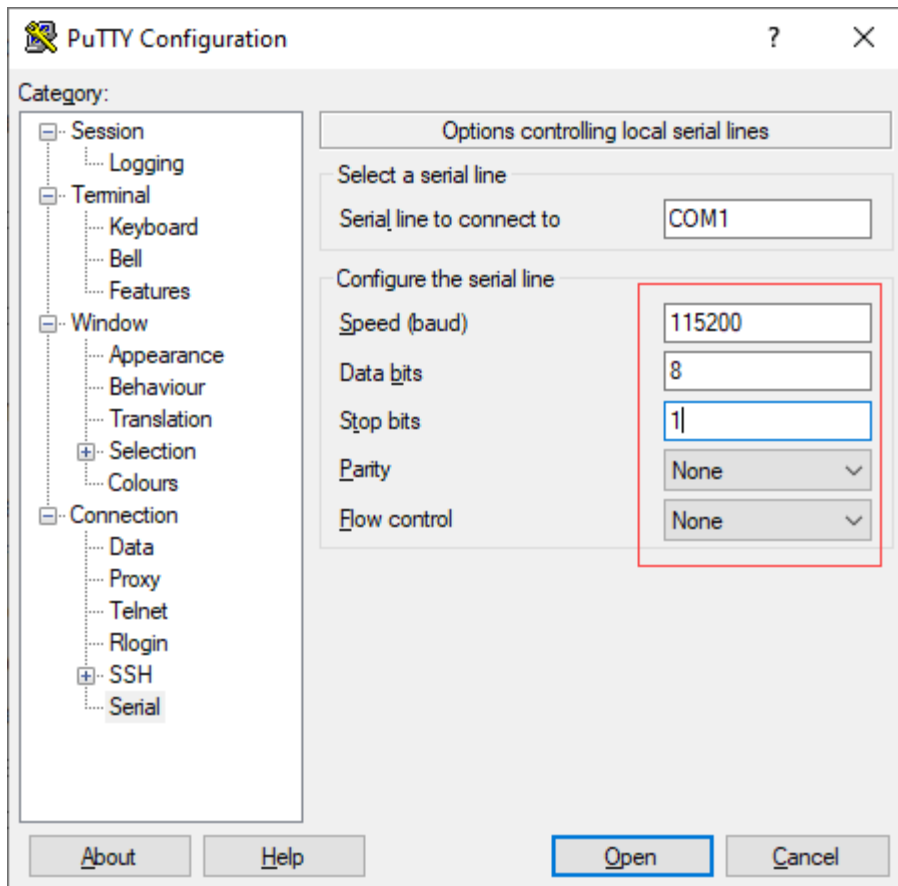 PuTTY Configuration
?
Category:
Session
Logging
Terminal
Keyboard
Bell
Features
Window
Appearance
Behaviour
Translation
Selection
Colours
Connection
Data
Proxy
Telnet
Rlogin
SSH
Serial
Options controlling local serial lines
Select a serial line
Serial line to connect to COM1
Configure the serial line
Speed (baud) 115200
Data bits 8
Stop bits 1
Parity None
Flow control None
About Help Open Cancel